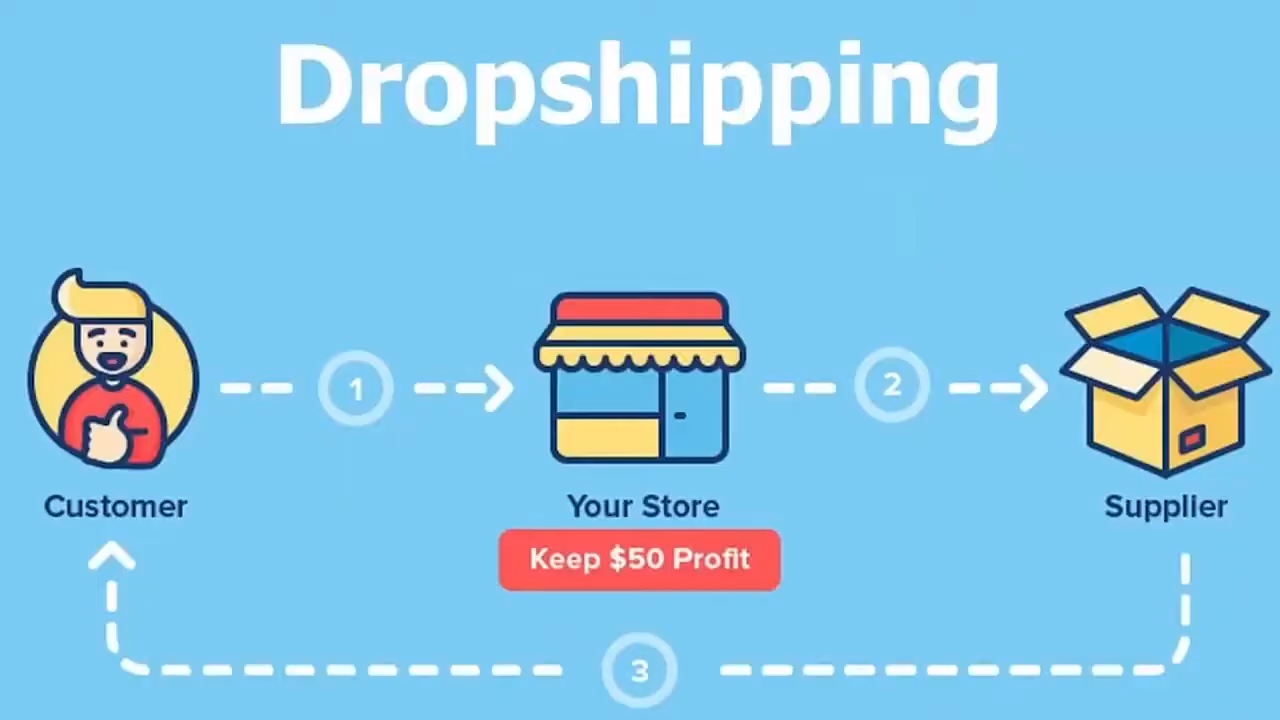 Dropshipping
1
2
Customer
Your Store
Supplier
Keep $50 Profit
3